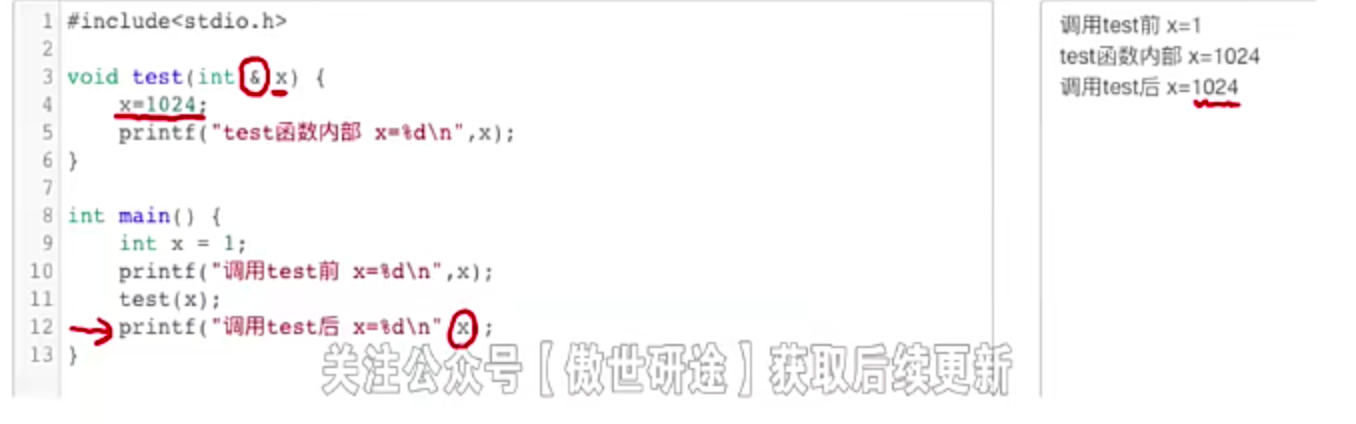 1 #include<stdio.h>
2
3 void test(int & x) {
4     x=1024;
5     printf("test函数内部 x=%d\n",x);
6 }
7
8 int main() {
9     int x = 1;
10     printf("调用test前 x=%d\n",x);
11     test(x);
12     printf("调用test后 x=%d\n" x ;
13 }
调用test前 x=1
test函数内部 x=1024
调用test后 x=1024
关注公众号【傲世研途】获取后续更新